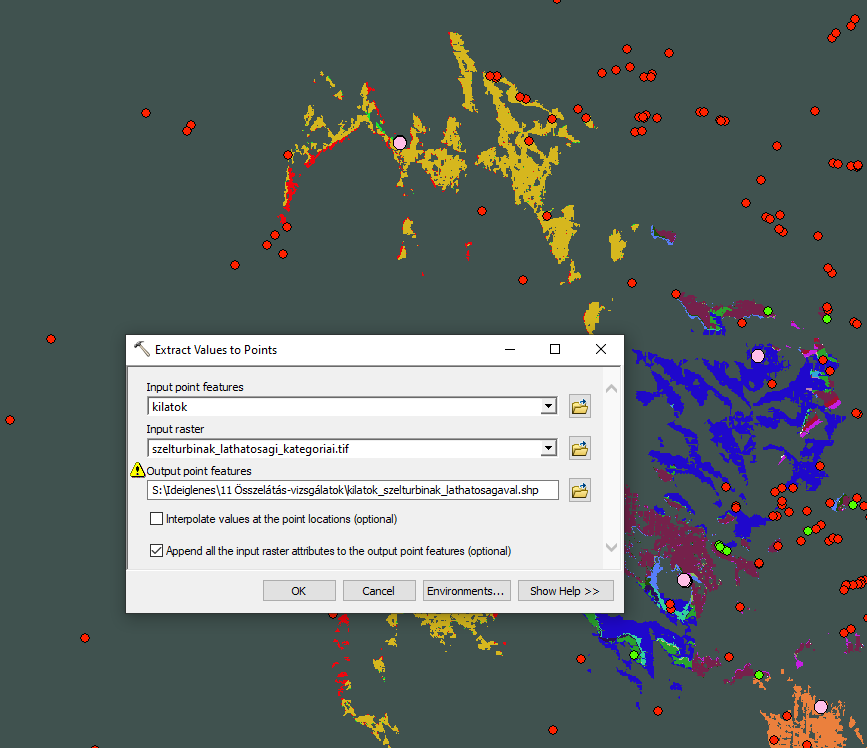 Extract Values to Points
Input point features
kilatok
Input raster
szelturbinak_lathatosagi_kategoriai.tif
Output point features
S:\Ideiglenes\11 Összelátás-vizsgálatok\kilatok_szelturbinak_lathatosagaval.shp
Interpolate values at the point locations (optional)
Append all the input raster attributes to the output point features (optional)
OK Cancel Environments... Show Help >>